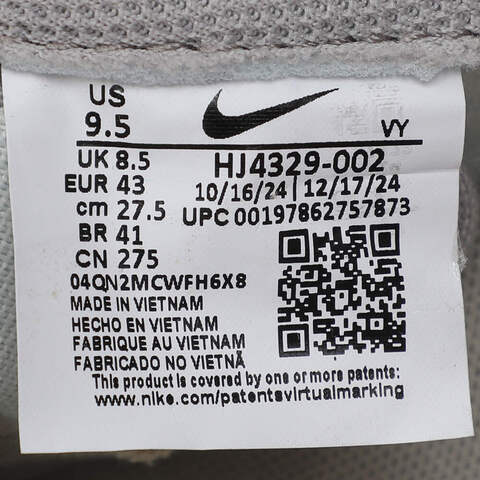 US
9.5
VY
UK 8.5
HJ4329-002
EUR 43
10/16/24 | 12/17/24
cm 27.5
UPC 00197862757873
BR 41
CN 275
04QN2MCWFH6X8
MADE IN VIETNAM
HECHO EN VIETNAM
FABRIQUE AU VIETNAM
FABRICADO NO VIETNÃ
This product is covered by one or more patents:
www.nike.com/patentsvirtualmarking